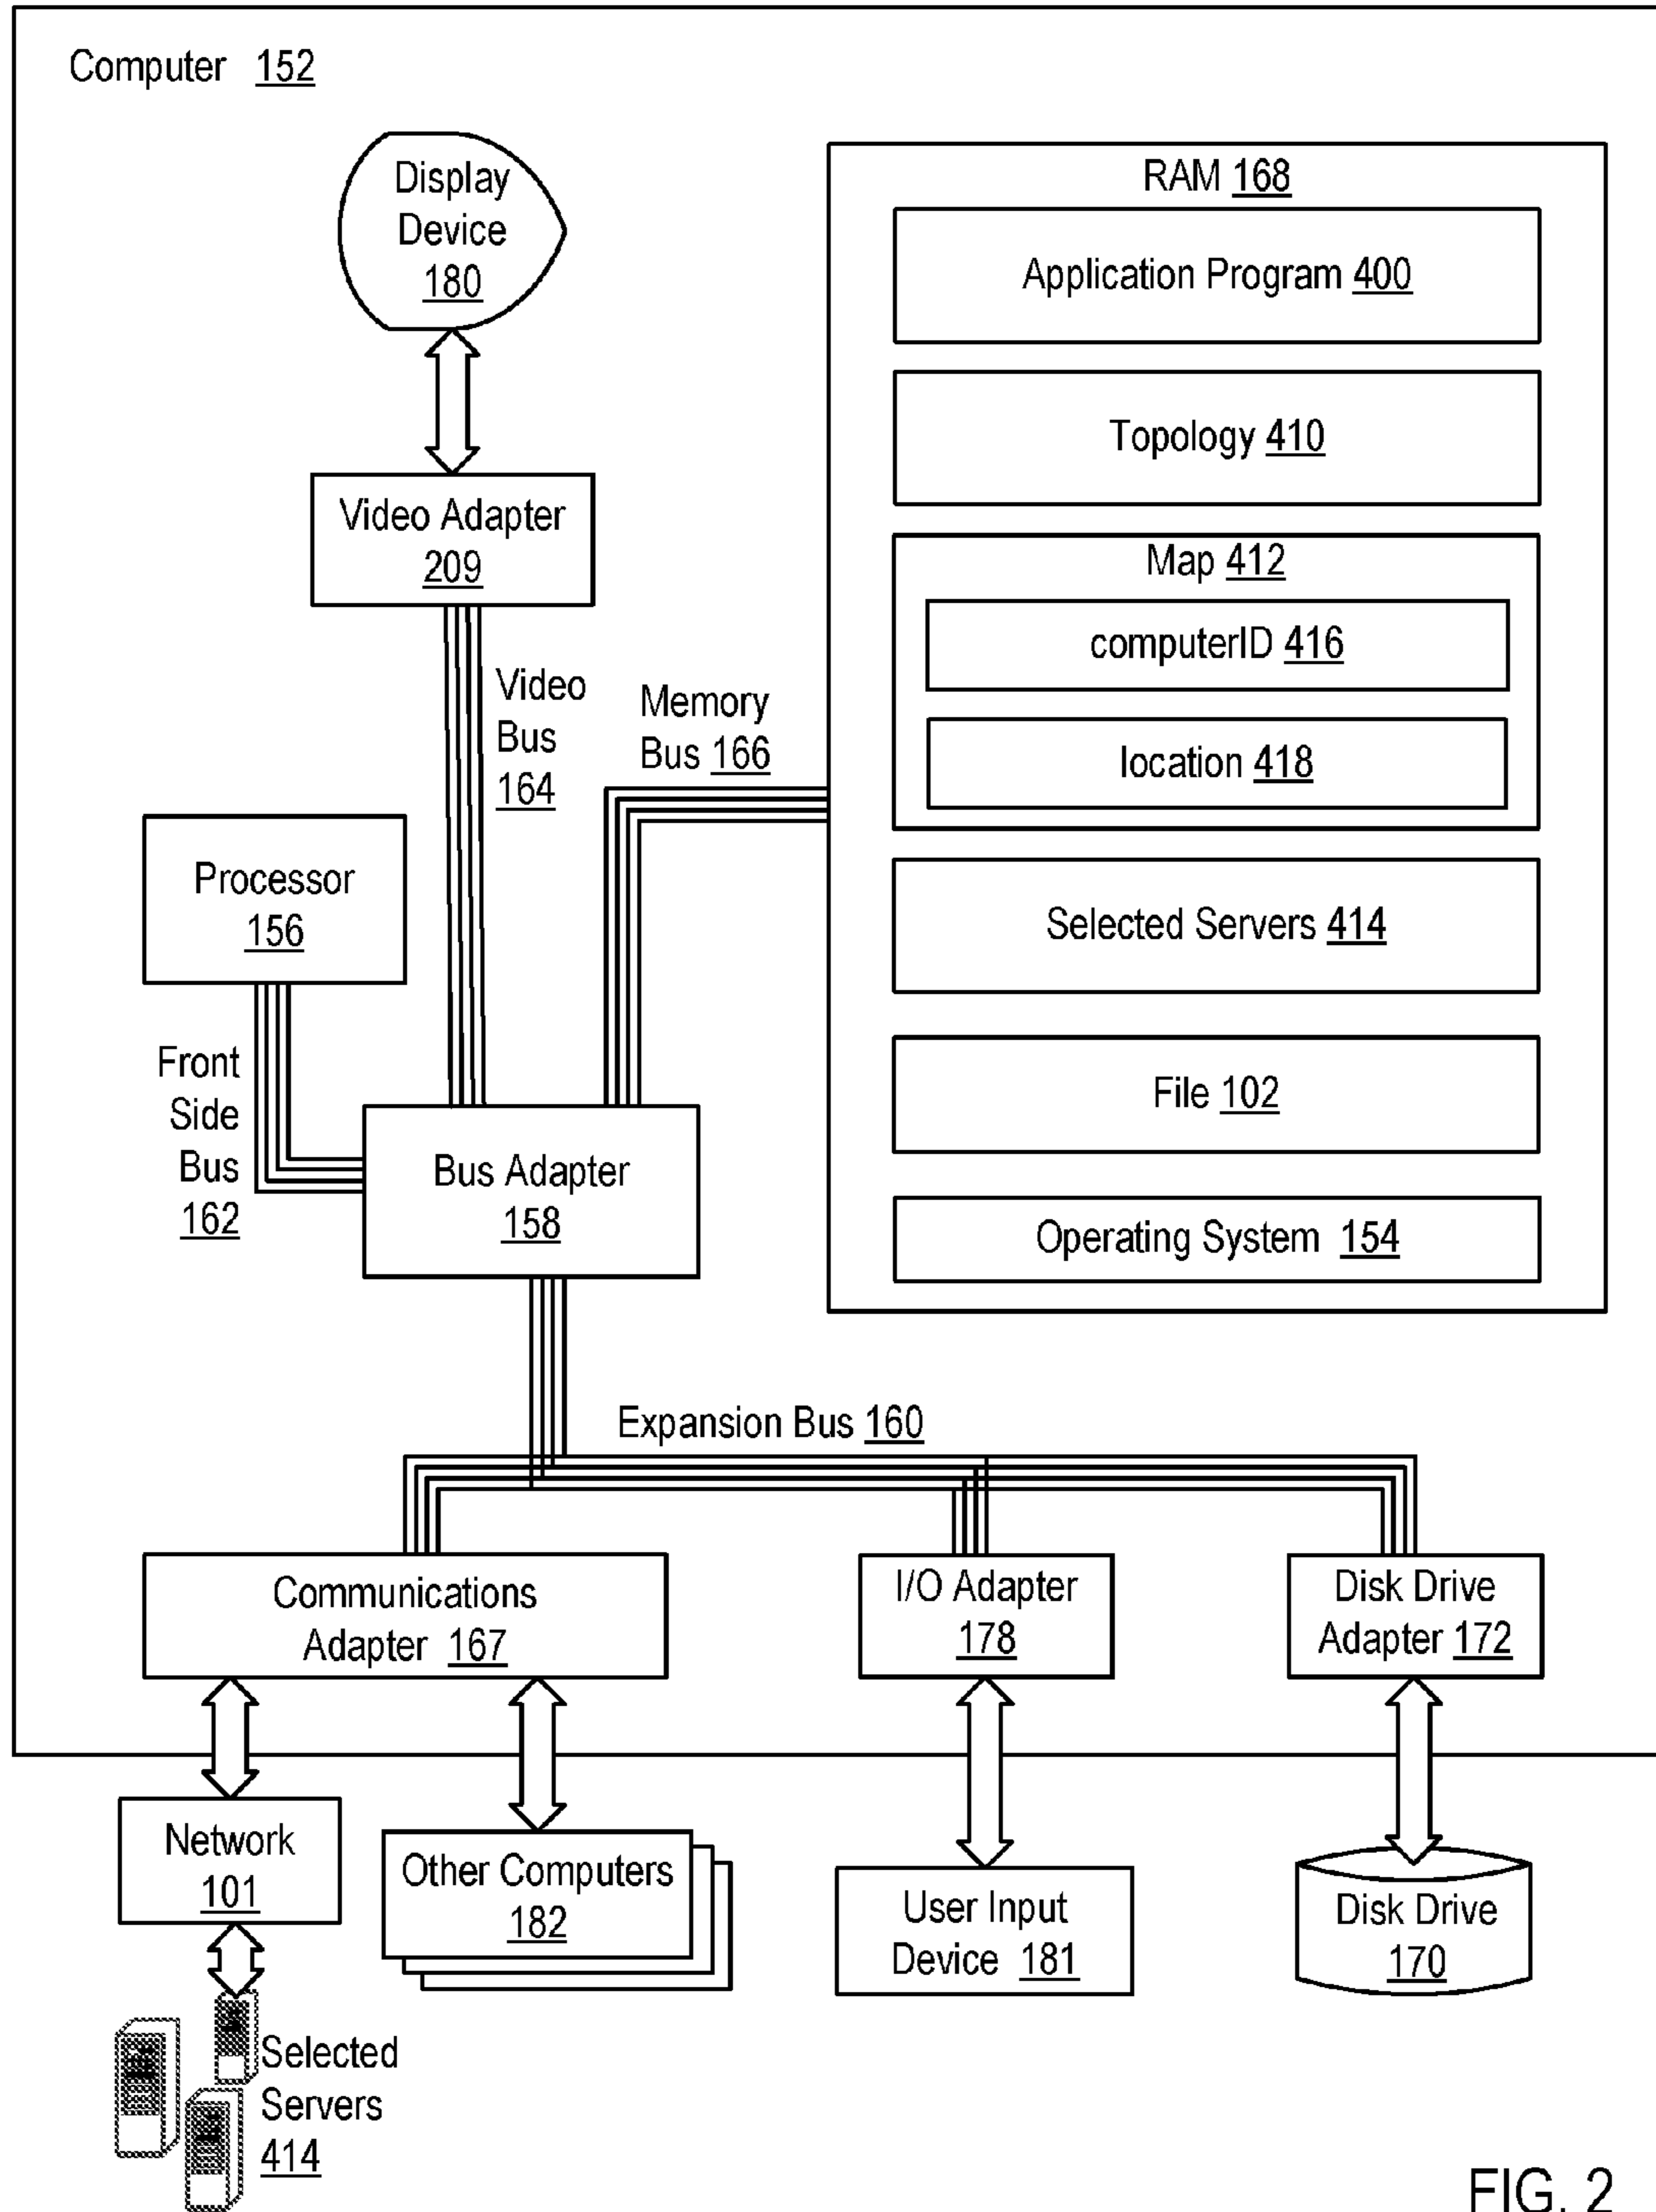 Computer 152
Display
Device
180
RAM 168
Application Program 400
Topology 410
Video Adapter
209
Map 412
computerID 416
location 418
Video
Bus
164
Memory
Bus 166
Processor
156
Selected Servers 414
Front
Side
Bus
162
File 102
Bus Adapter
158
Operating System 154
Expansion Bus 160
Communications
Adapter 167
I/O Adapter
178
Disk Drive
Adapter 172
Network
101
Other Computers
182
User Input
Device 181
Disk Drive
170
Selected
Servers
414
FIG. 2